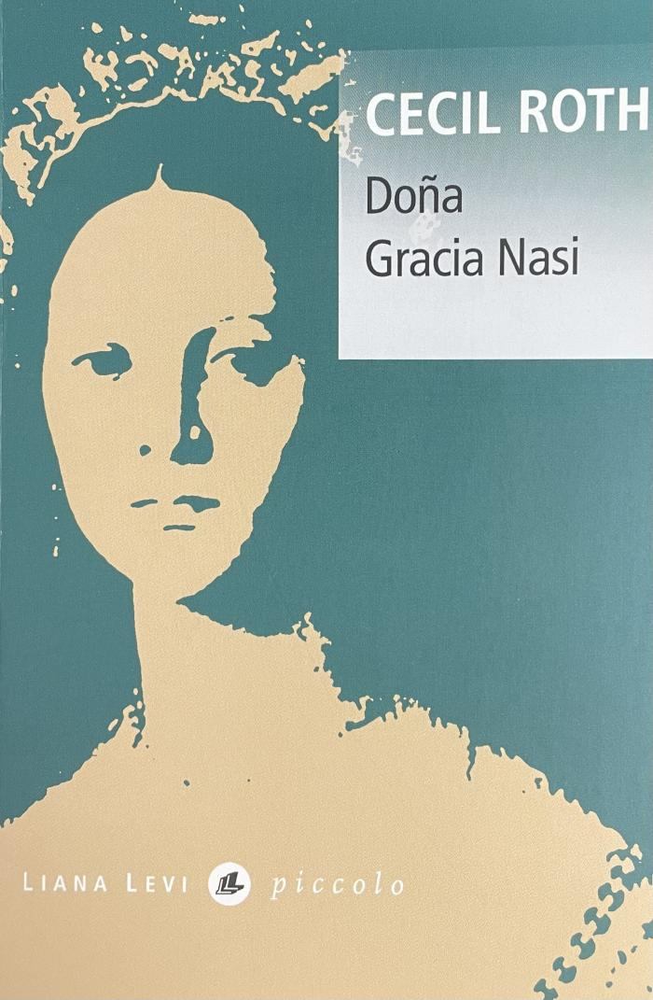 CECIL ROTH
Doña
Gracia Nasi
LIANA LEVI piccolo